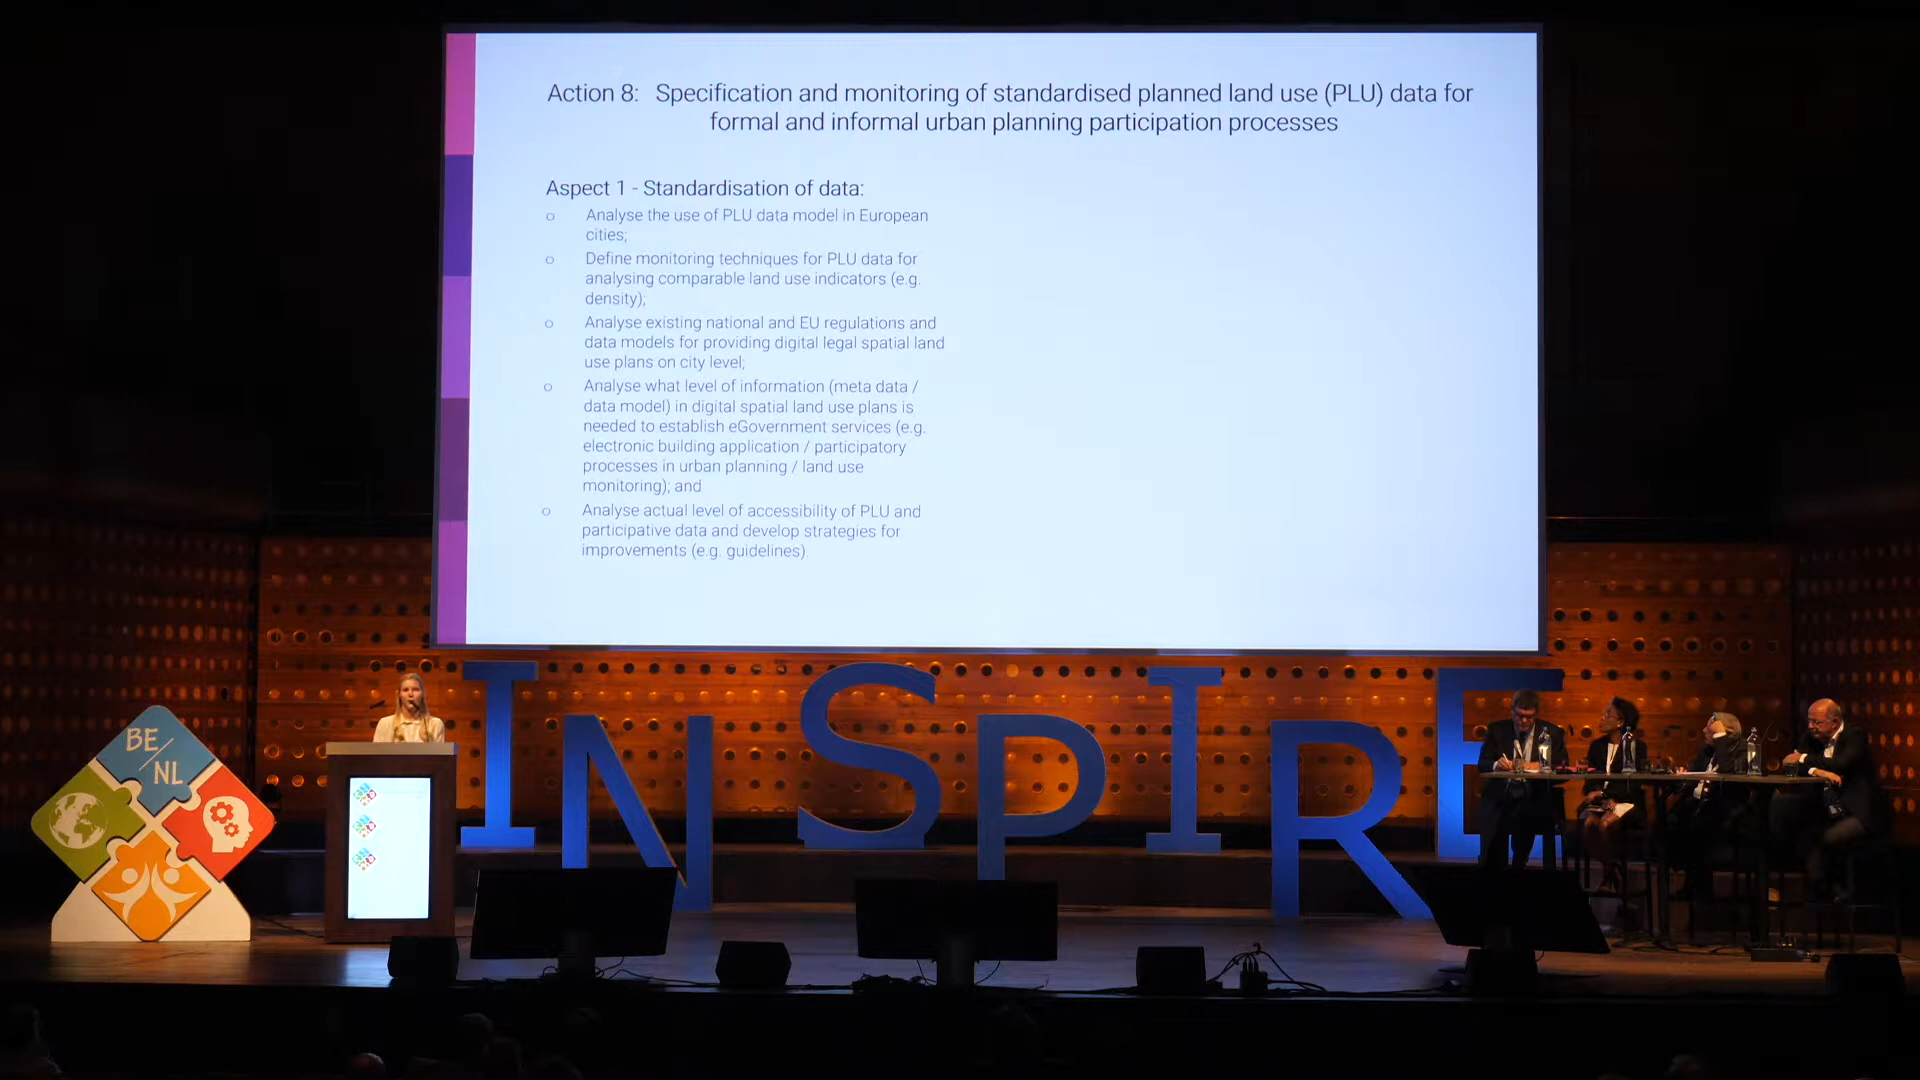 Action 8: Specification and monitoring of standardised planned land use (PLU) data for
formal and informal urban planning participation processes
Aspect 1 - Standardisation of data:
o Analyse the use of PLU data model in European
cities;
o Define monitoring techniques for PLU data for
analysing comparable land use indicators (e.g.
density);
o Analyse existing national and EU regulations and
data models for providing digital legal spatial land
use plans on city level;
o Analyse what level of information (meta data /
data model) in digital spatial land use plans is
needed to establish eGovernment services (e.g.
electronic building application / participatory
processes in urban planning / land use
monitoring); and
o Analyse actual level of accessibility of PLU and
participative data and develop strategies for
improvements (e.g. guidelines).
INSPIRE
BE/
NL